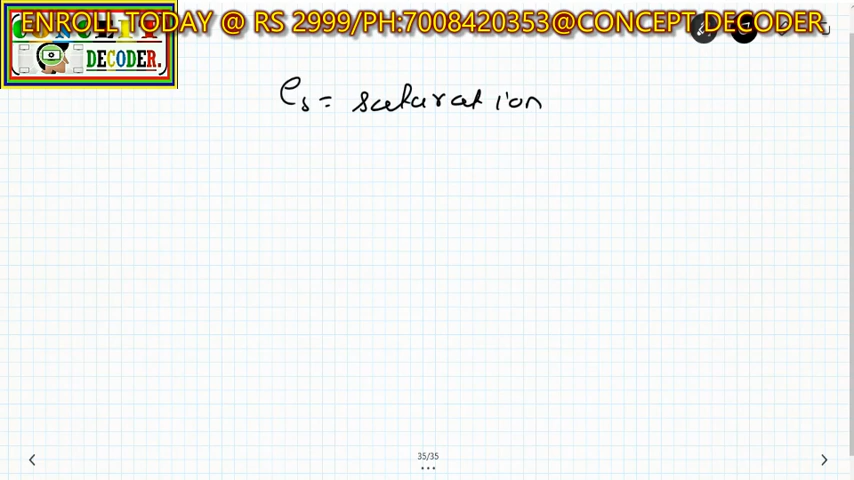 ENROLL TODAY @ RS 2999/PH:7008420353@CONCEPT DECODER
DECODER.
es = saturation
35/35